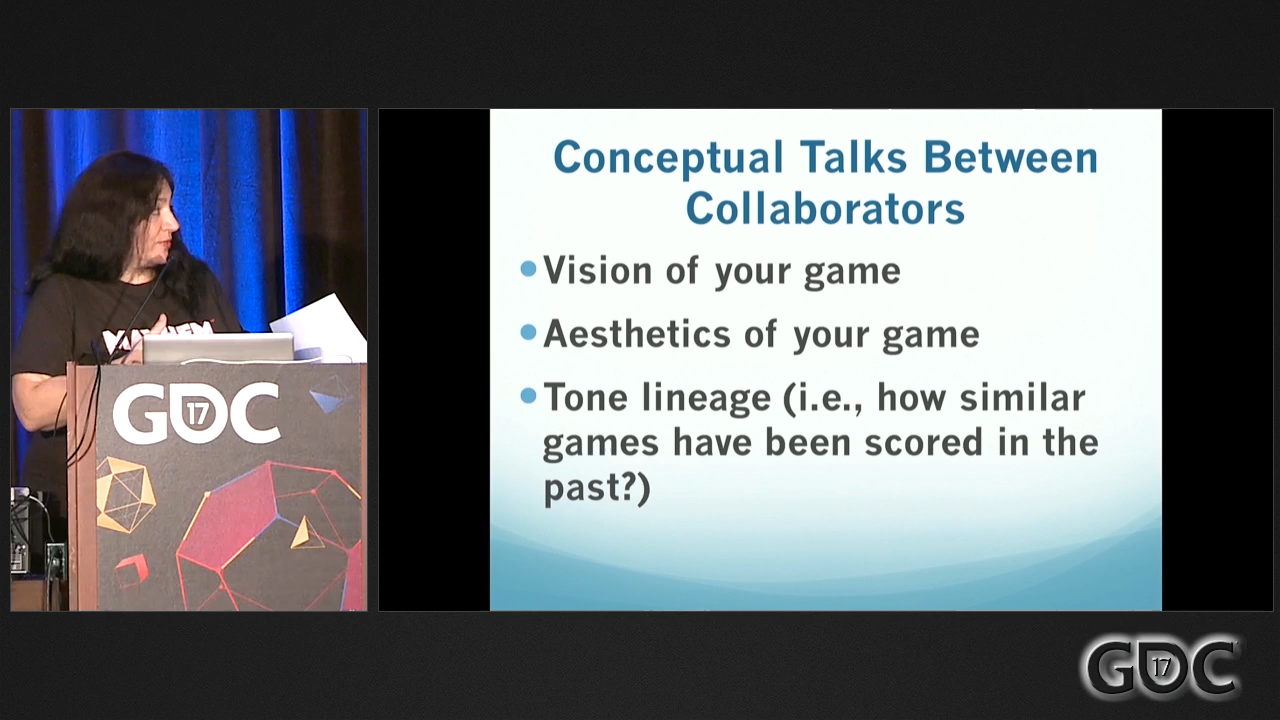 Conceptual Talks Between
Collaborators
Vision of your game
Aesthetics of your game
Tone lineage (i.e., how similar
games have been scored in the
past?)
MAYHEM
GDC
17
GDC
17